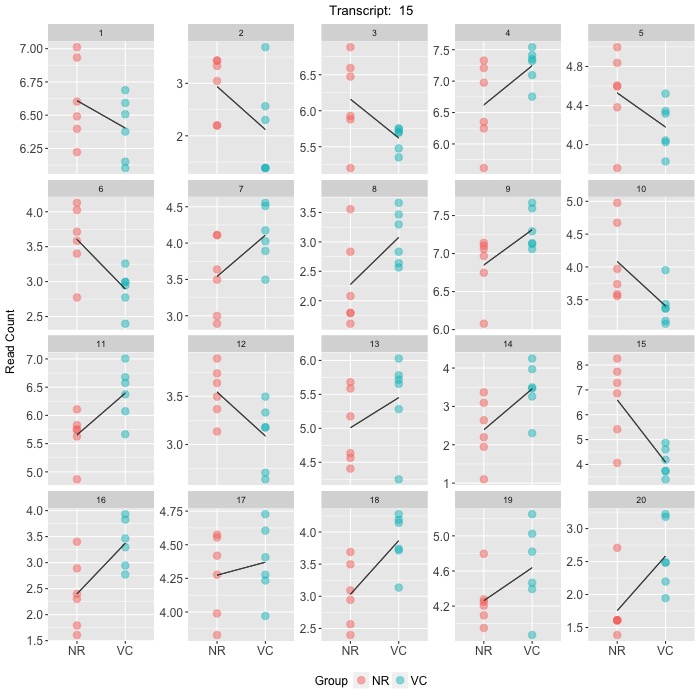 Transcript: 15
1 2 3 4 5
7.00 6.75 6.50 6.25
3 2
6.5 6.0 5.5
7.5 7.0 6.5 6.0
4.8 4.4 4.0
6 7 8 9 10
4.0 3.5 3.0 2.5
4.5 4.0 3.5 3.0
3.5 3.0 2.5 2.0
7.5 7.0 6.5 6.0
5.0 4.5 4.0 3.5
Read Count
11 12 13 14 15
7.0 6.5 6.0 5.5 5.0
3.5 3.0
6.0 5.5 5.0 4.5
4 3 2 1
8 7 6 5 4
16 17 18 19 20
4.0 3.5 3.0 2.5 2.0 1.5
4.75 4.50 4.25 4.00
4.0 3.5 3.0 2.5
5.0 4.6 4.2
3.0 2.5 2.0 1.5
NR VC NR VC NR VC NR VC NR VC
Group NR VC